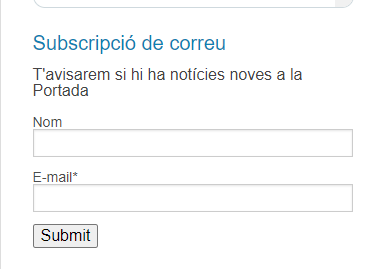 Subscripció de correu
T'avisarem si hi ha notícies noves a la
Portada
Nom
E-mail*
Submit